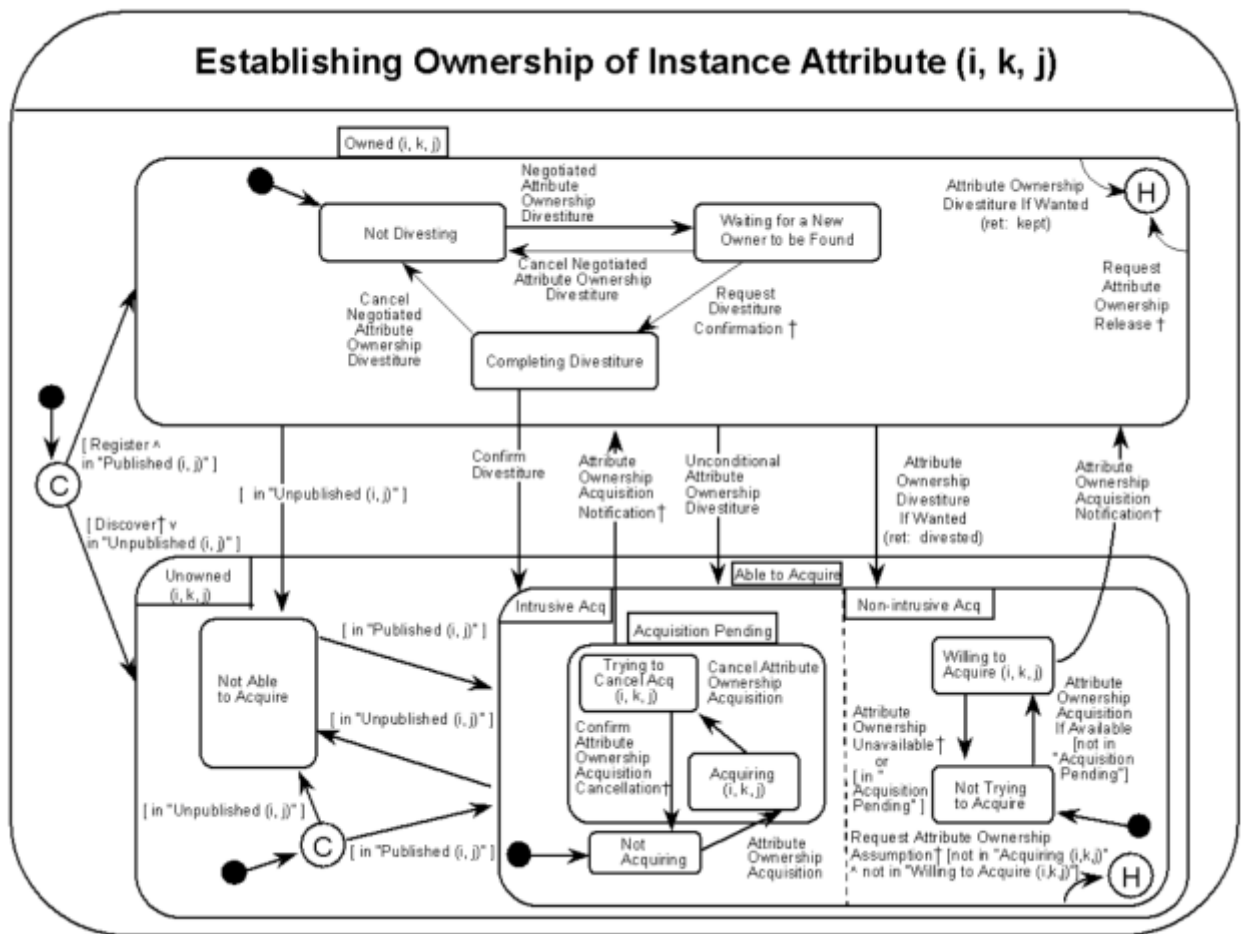 Establishing Ownership of Instance Attribute (i, k, j)
Owned (i, k, j)
Negotiated
Attribute
Ownership
Divestiture
Not Divesting
Waiting for a New
Owner to be Found
Attribute Ownership
Divestiture If Wanted
(ret: kept)
H
Cancel Negotiated
Attribute Ownership
Divestiture
Cancel
Negotiated
Attribute
Ownership
Divestiture
Request
Divestiture
Confirmation †
Request
Attribute
Ownership
Release †
Completing Divestiture
[ Register ^
in "Published (i, j)" ]
C
[ Discover† v
in "Unpublished (i, j)" ]
[ in "Unpublished (i, j)" ]
Confirm
Divestiture
Attribute
Ownership
Acquisition
Notification†
Unconditional
Attribute
Ownership
Divestiture
Attribute
Ownership
Divestiture
If Wanted
(ret: divested)
Attribute
Ownership
Acquisition
Notification†
Unowned
(i, k, j)
Able to Acquire
Intrusive Acq
Non-intrusive Acq
Acquisition Pending
[ in "Published (i, j)" ]
Not Able
to Acquire
[ in "Unpublished (i, j)" ]
[ in "Unpublished (i, j)" ]
C
[ in "Published (i, j)" ]
Trying to
Cancel Acq
(i, k, j)
Cancel Attribute
Ownership
Acquisition
Confirm
Attribute
Ownership
Acquisition
Cancellation†
Acquiring
(i, k, j)
Not
Acquiring
Attribute
Ownership
Acquisition
Willing to
Acquire (i, k, j)
Attribute
Ownership
Unavailable†
or
[ in "
Acquisition
Pending" ]
Attribute
Ownership
Acquisition
If Available
[not in
"Acquisition
Pending"]
Not Trying
to Acquire
Request Attribute Ownership
Assumption† [not in "Acquiring (i,k,j)"
^ not in "Willing to Acquire (i,k,j)"]
H